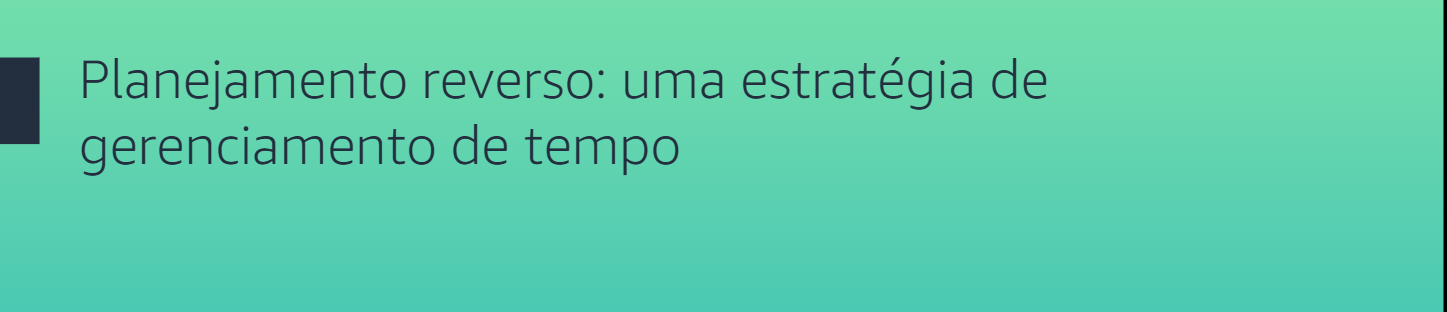 Planejamento reverso: uma estratégia de
gerenciamento de tempo